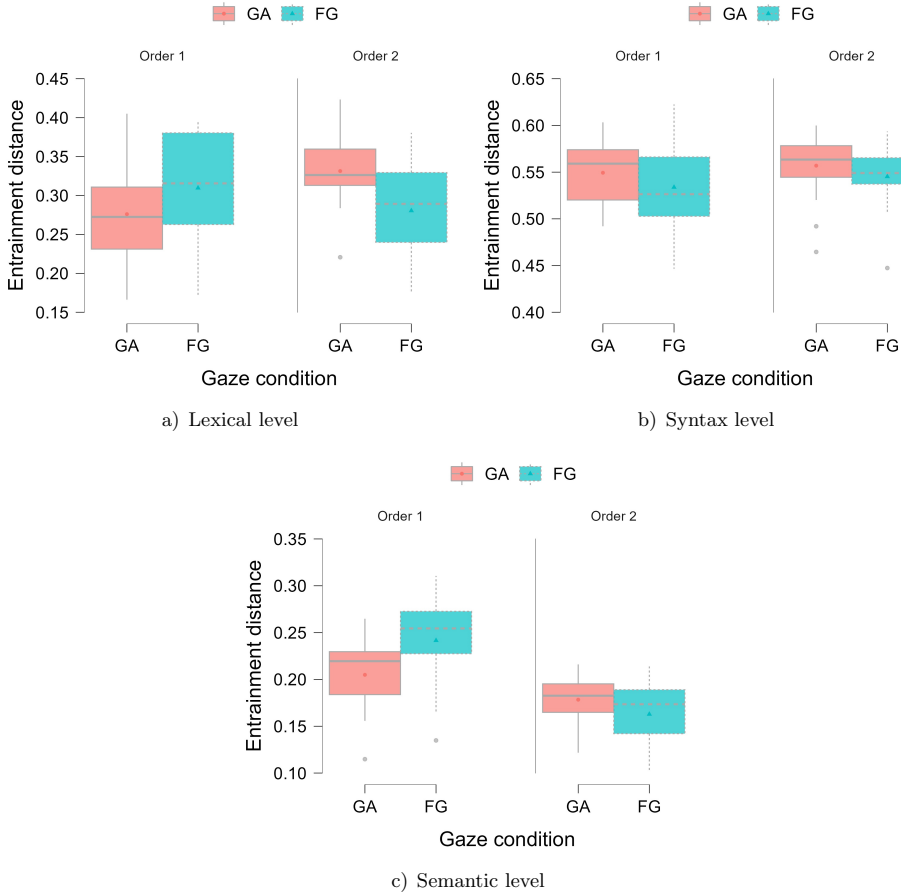 GA FG
Order 1 Order 2
Entrainment distance
0.45
0.40
0.35
0.30
0.25
0.20
0.15
GA FG GA FG
Gaze condition
a) Lexical level
GA FG
Order 1 Order 2
Entrainment distance
0.65
0.60
0.55
0.50
0.45
0.40
GA FG GA FG
Gaze condition
b) Syntax level
GA FG
Order 1 Order 2
Entrainment distance
0.35
0.30
0.25
0.20
0.15
0.10
GA FG GA FG
Gaze condition
c) Semantic level